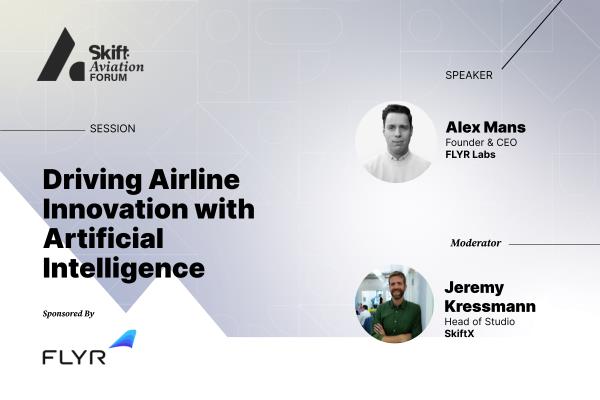 Skift
Aviation
FORUM
SPEAKER
SESSION
Alex Mans
Founder & CEO
FLYR Labs
Driving Airline
Innovation with
Artificial
Intelligence
Moderator
Jeremy
Kressmann
Head of Studio
SkiftX
Sponsored By
FLYR